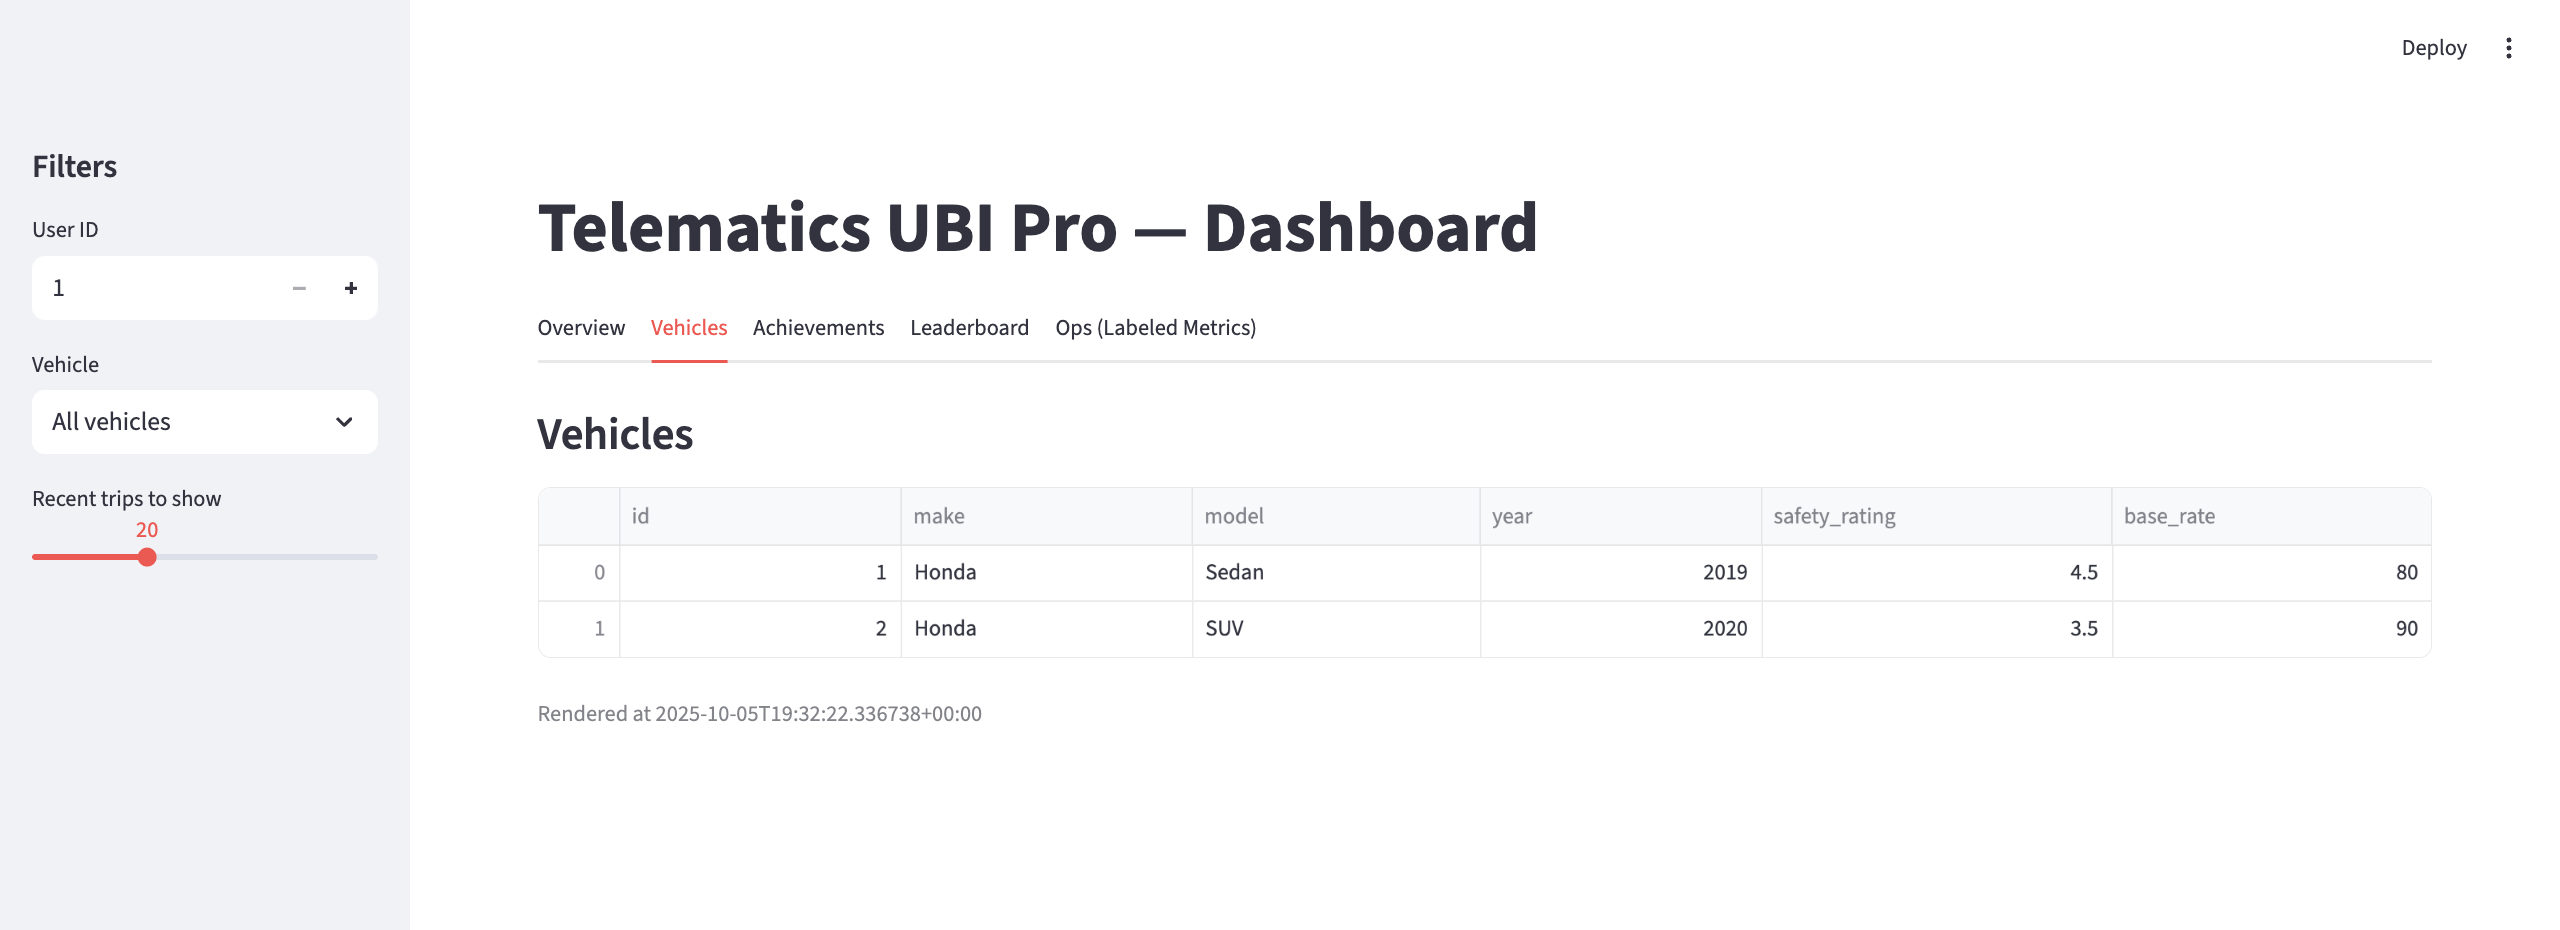 Deploy
Filters
User ID
1
Vehicle
All vehicles
Recent trips to show
20
Telematics UBI Pro — Dashboard
Overview Vehicles Achievements Leaderboard Ops (Labeled Metrics)
Vehicles
id make model year safety_rating base_rate
0 1 Honda Sedan 2019 4.5 80
1 2 Honda SUV 2020 3.5 90
Rendered at 2025-10-05T19:32:22.336738+00:00